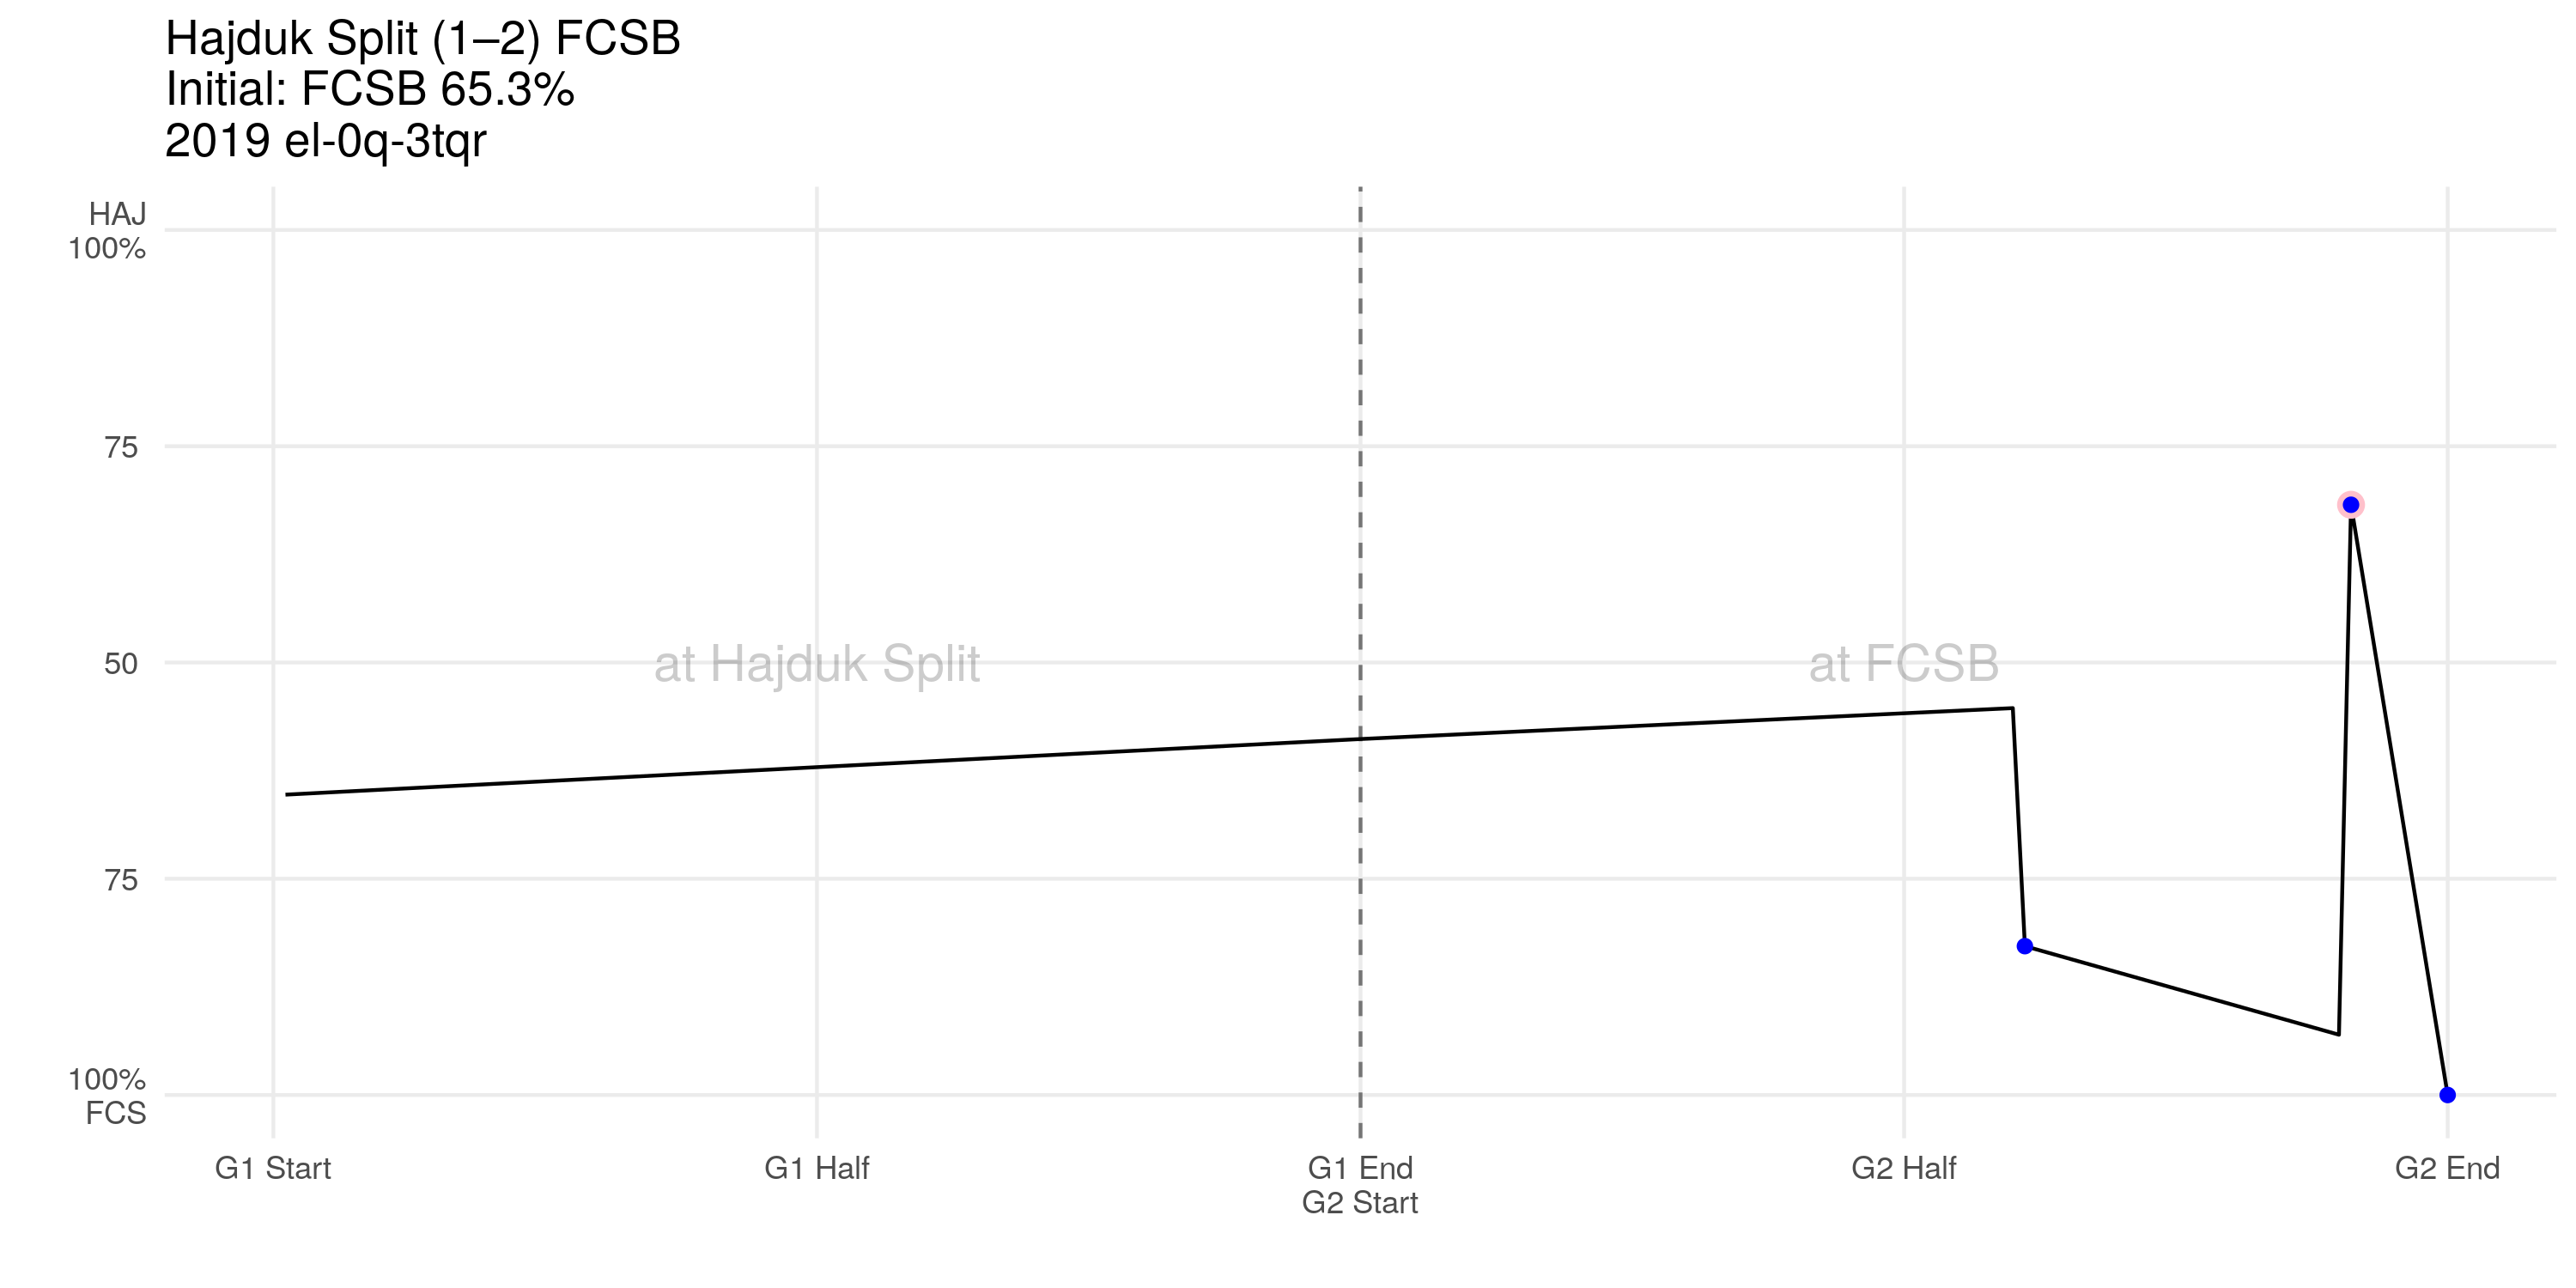 Hajduk Split (1–2) FCSB
Initial: FCSB 65.3%
2019 el-0q-3tqr
HAJ
100%
75
50
75
100%
FCS
at Hajduk Split
at FCSB
G1 Start
G1 Half
G1 End
G2 Start
G2 Half
G2 End